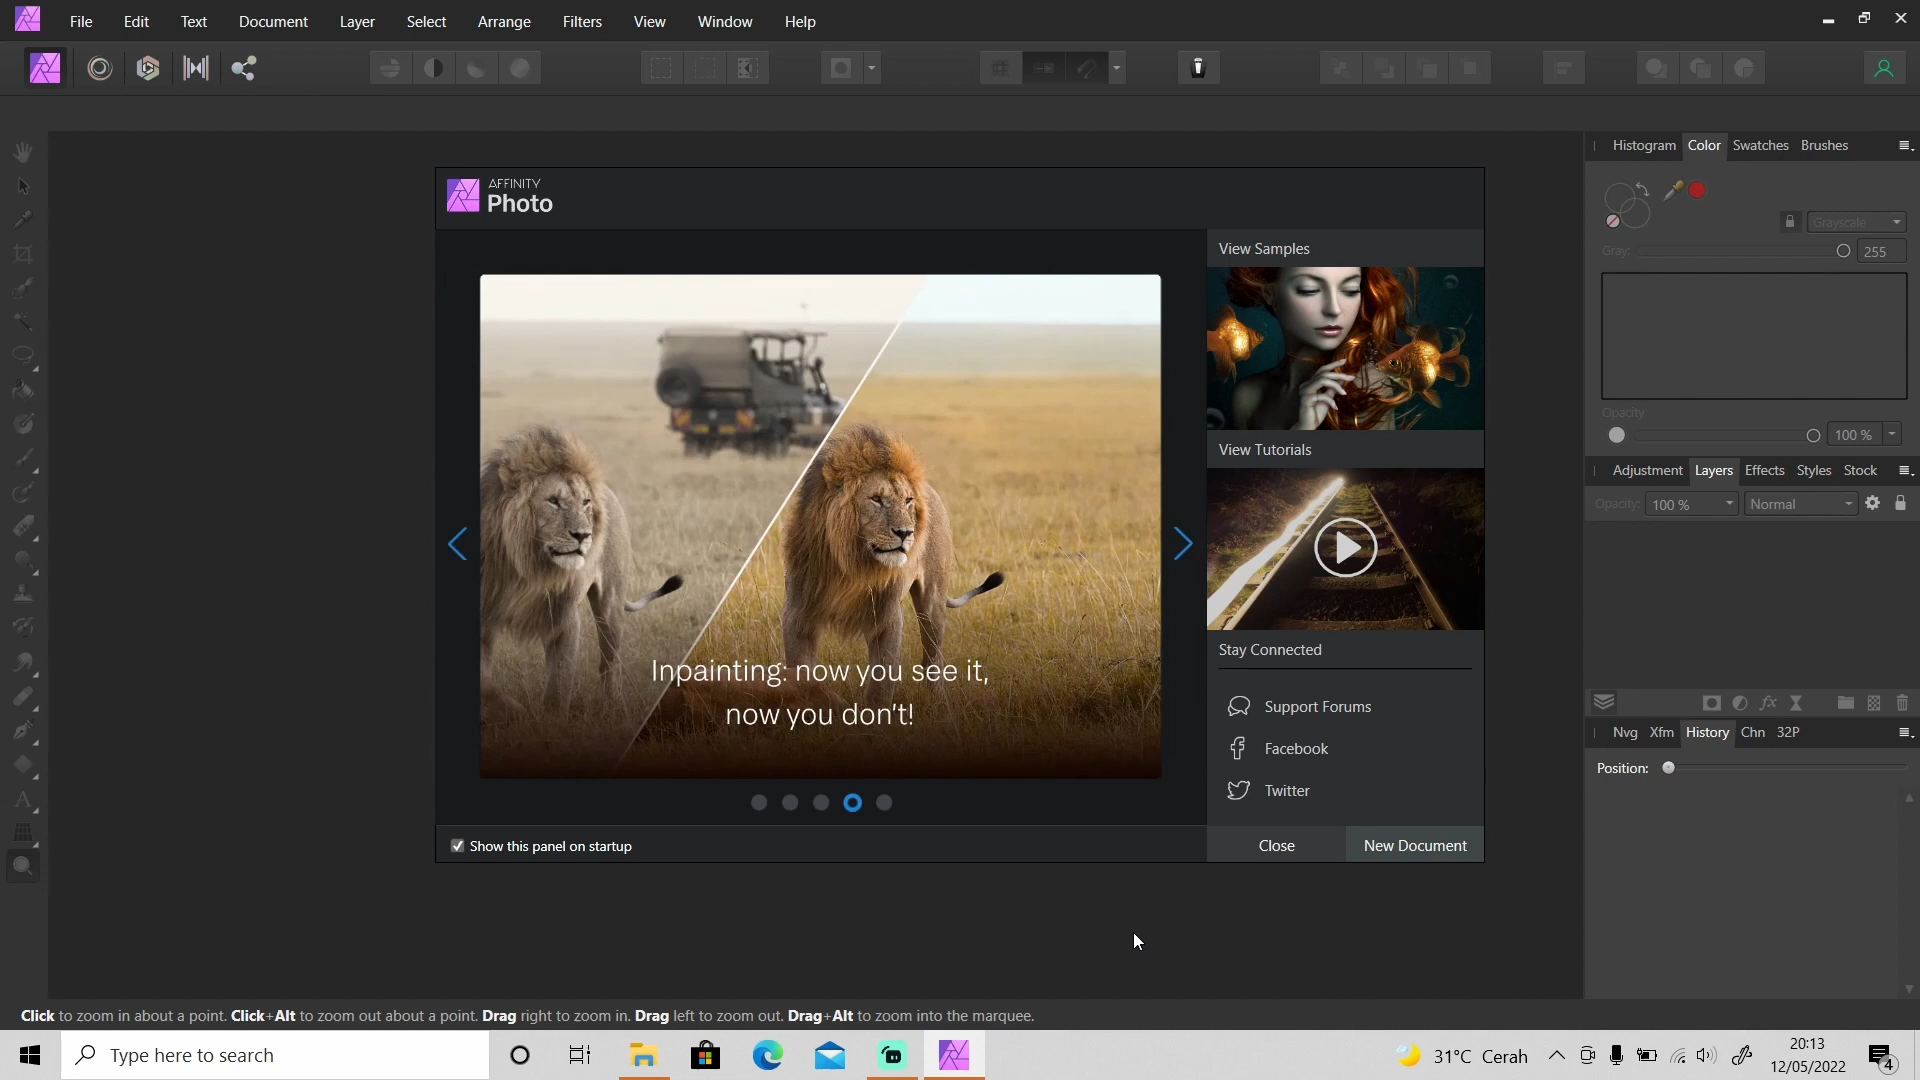 File Edit Text Document Layer Select Arrange Filters View Window Help
Histogram Color Swatches Brushes
Grayscale
Gray: 255
Opacity
100 %
Adjustment Layers Effects Styles Stock
Opacity: 100 % Normal
Nvg Xfm History Chn 32P
Position:
AFFINITY
Photo
View Samples
View Tutorials
Inpainting: now you see it,
now you don't!
Stay Connected
Support Forums
Facebook
Twitter
Show this panel on startup
Close New Document
Click to zoom in about a point. Click+Alt to zoom out about a point. Drag right to zoom in. Drag left to zoom out. Drag+Alt to zoom into the marquee.
Type here to search
31°C Cerah
20:13
12/05/2022
4